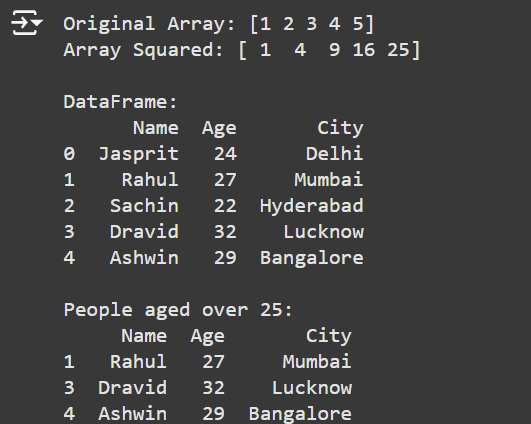 Original Array: [1 2 3 4 5]
Array Squared: [ 1  4  9 16 25]

DataFrame:
      Name  Age       City
0  Jasprit   24      Delhi
1    Rahul   27     Mumbai
2   Sachin   22  Hyderabad
3   Dravid   32    Lucknow
4   Ashwin   29  Bangalore

People aged over 25:
     Name  Age       City
1   Rahul   27     Mumbai
3  Dravid   32    Lucknow
4  Ashwin   29  Bangalore